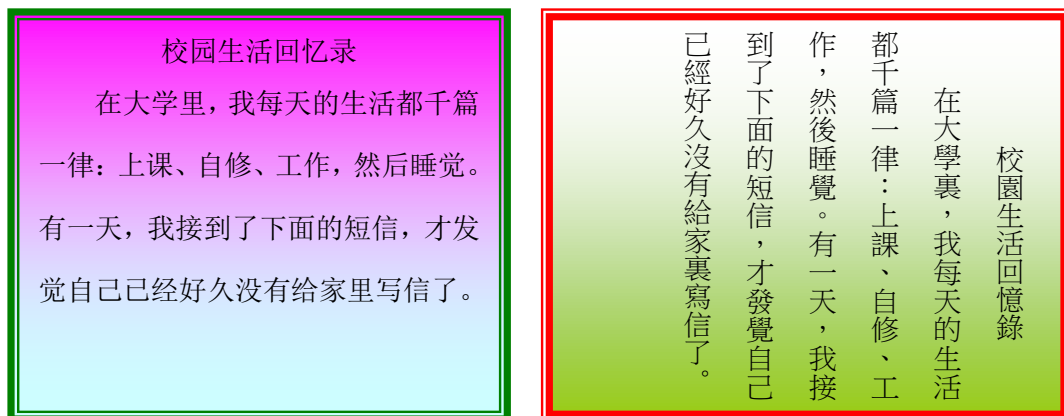 校园生活回忆录
在大学里，我每天的生活都千篇
一律：上课、自修、工作，然后睡觉。
有一天，我接到了下面的短信，才发
觉自己已经好久没有给家里写信了。
校園生活回憶錄
在大學裏，我每天的生活
都千篇一律：上課、自修、工
作，然後睡覺。有一天，我接
到了下面的短信，才發覺自己
已經好久沒有給家裏寫信了。